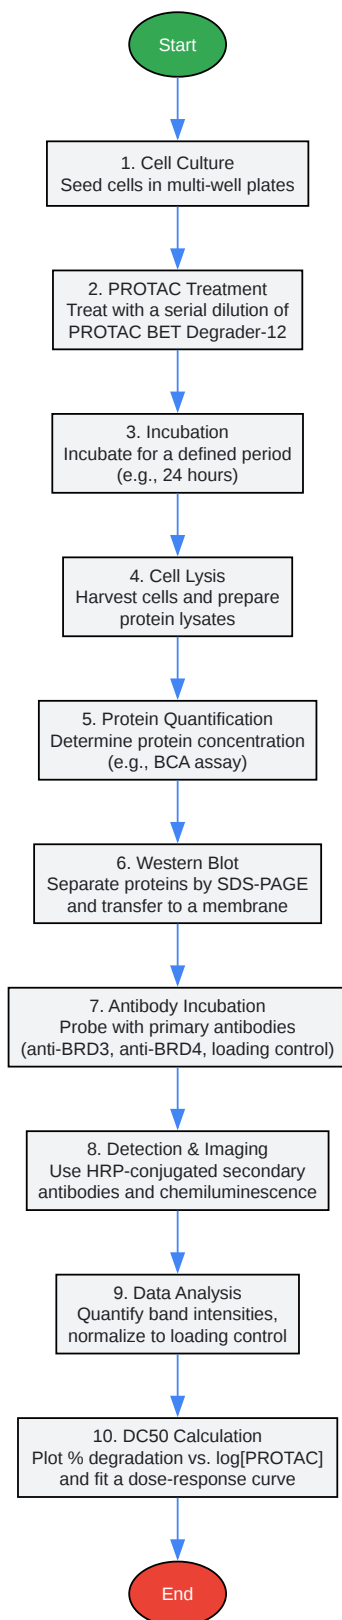 Start
1. Cell Culture
Seed cells in multi-well plates
2. PROTAC Treatment
Treat with a serial dilution of
PROTAC BET Degrader-12
3. Incubation
Incubate for a defined period
(e.g., 24 hours)
4. Cell Lysis
Harvest cells and prepare
protein lysates
5. Protein Quantification
Determine protein concentration
(e.g., BCA assay)
6. Western Blot
Separate proteins by SDS-PAGE
and transfer to a membrane
7. Antibody Incubation
Probe with primary antibodies
(anti-BRD3, anti-BRD4, loading control)
8. Detection & Imaging
Use HRP-conjugated secondary
antibodies and chemiluminescence
9. Data Analysis
Quantify band intensities,
normalize to loading control
10. DC50 Calculation
Plot % degradation vs. log[PROTAC]
and fit a dose-response curve
End